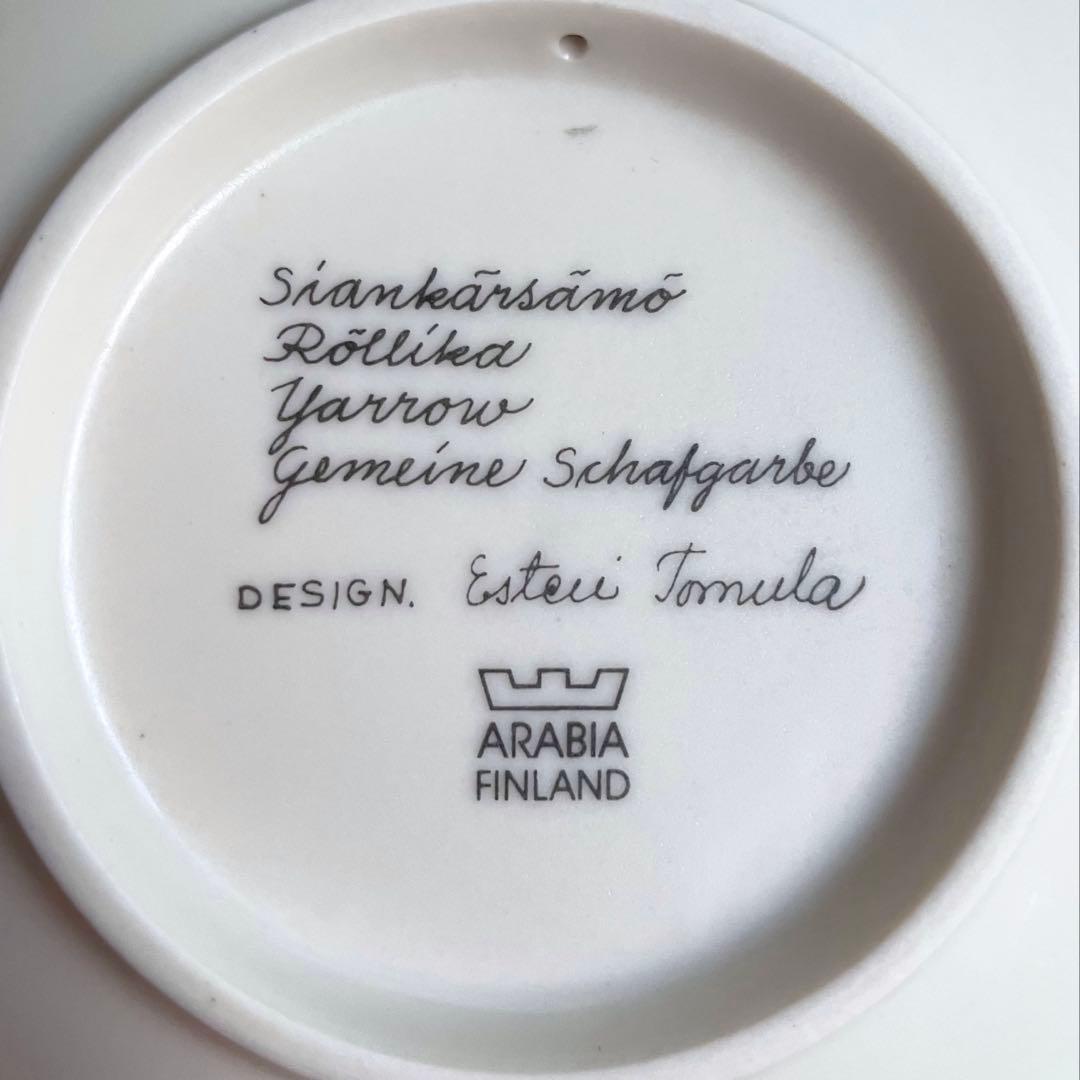 Siankärsämö
Röllika
Yarrow
Gemeine Schafgarbe
DESIGN. Esteri Tomula
ARABIA
FINLAND